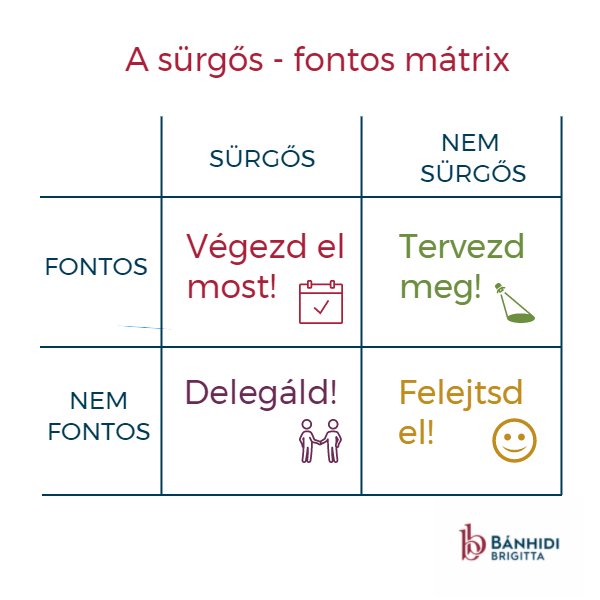 A sürgős - fontos mátrix
SÜRGŐS
NEM
SÜRGŐS
FONTOS
Végezd el
most!
Tervezd
meg!
NEM
FONTOS
Delegáld!
Felejtsd
el!
BÁNHIDI
BRIGITTA